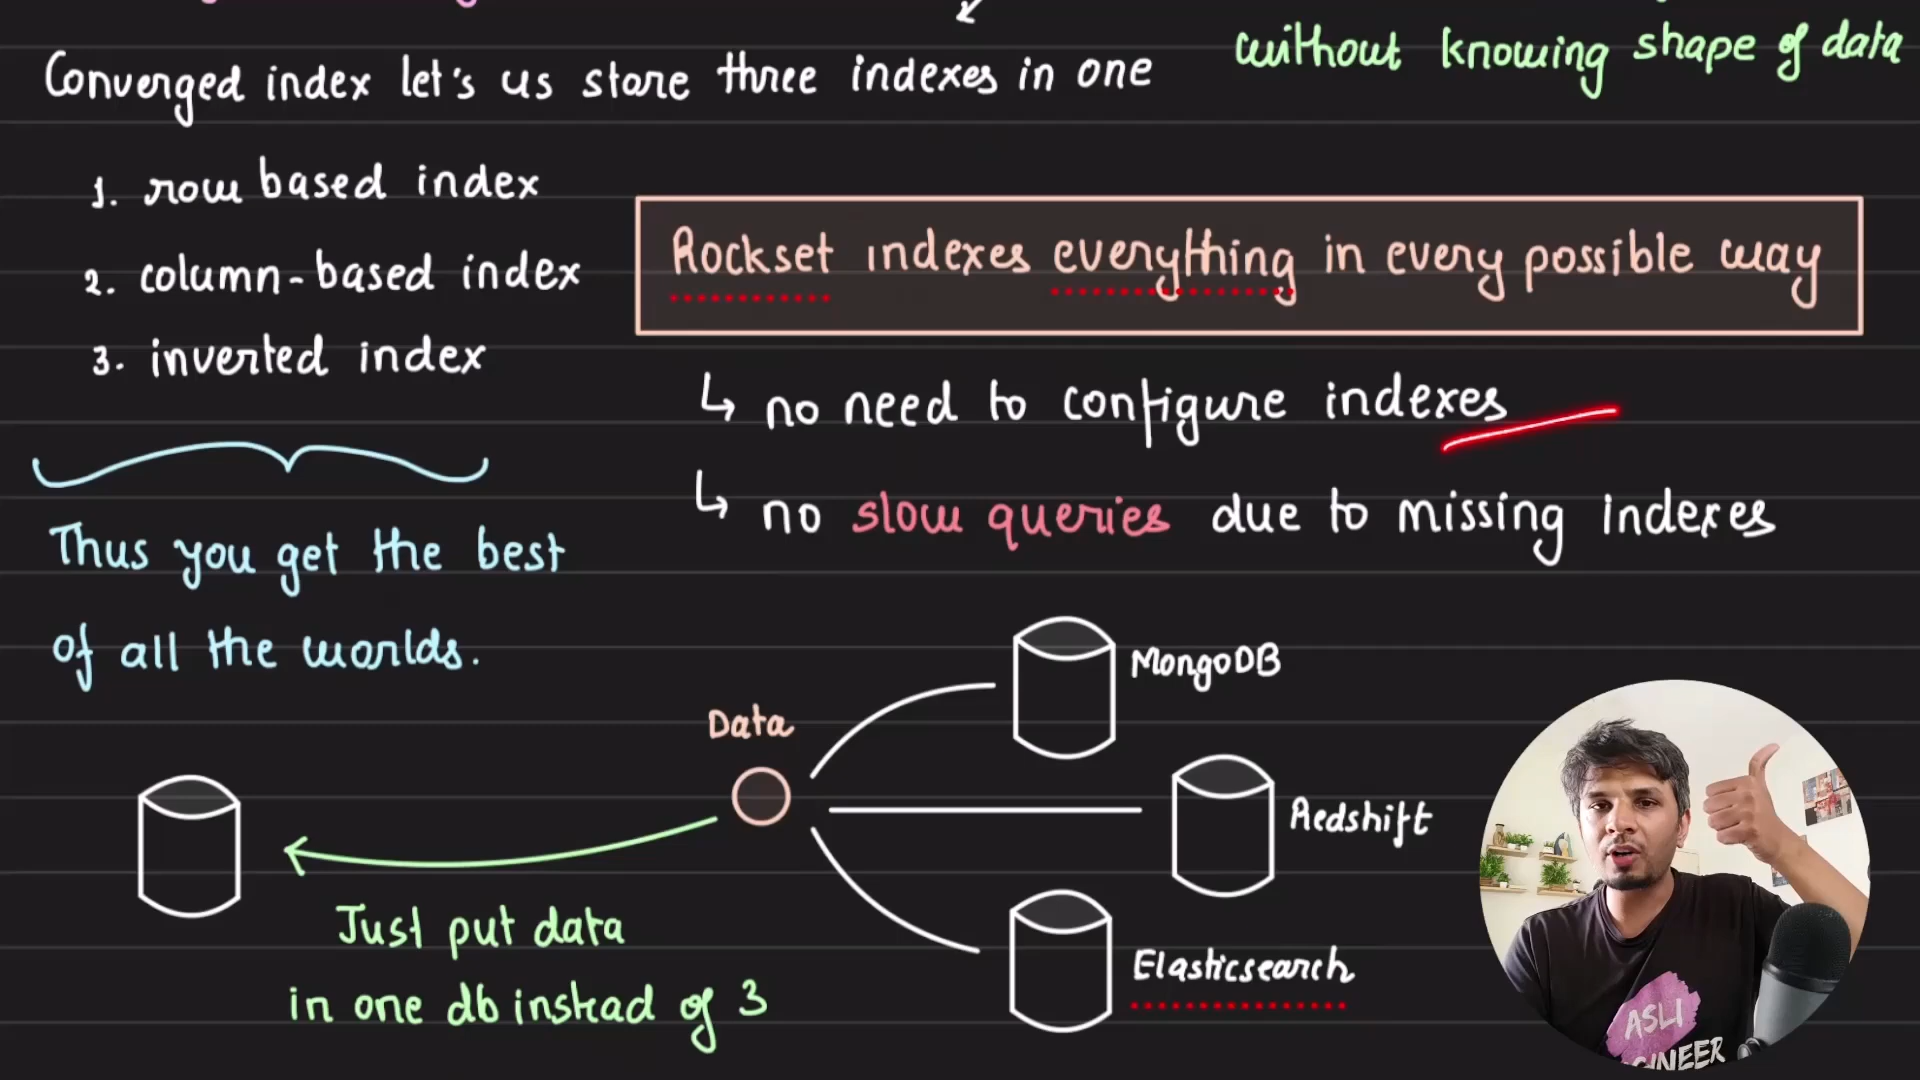 without knowing shape of data
Converged index let's us store three indexes in one
1. row based index
2. column-based index
3. inverted index
Rockset indexes everything in every possible way
↳ no need to configure indexes
↳ no slow queries due to missing indexes
Thus you get the best
of all the worlds.
Data
MongoDB
Redshift
Elasticsearch
Just put data
in one db instead of 3
ASLI
GINEER